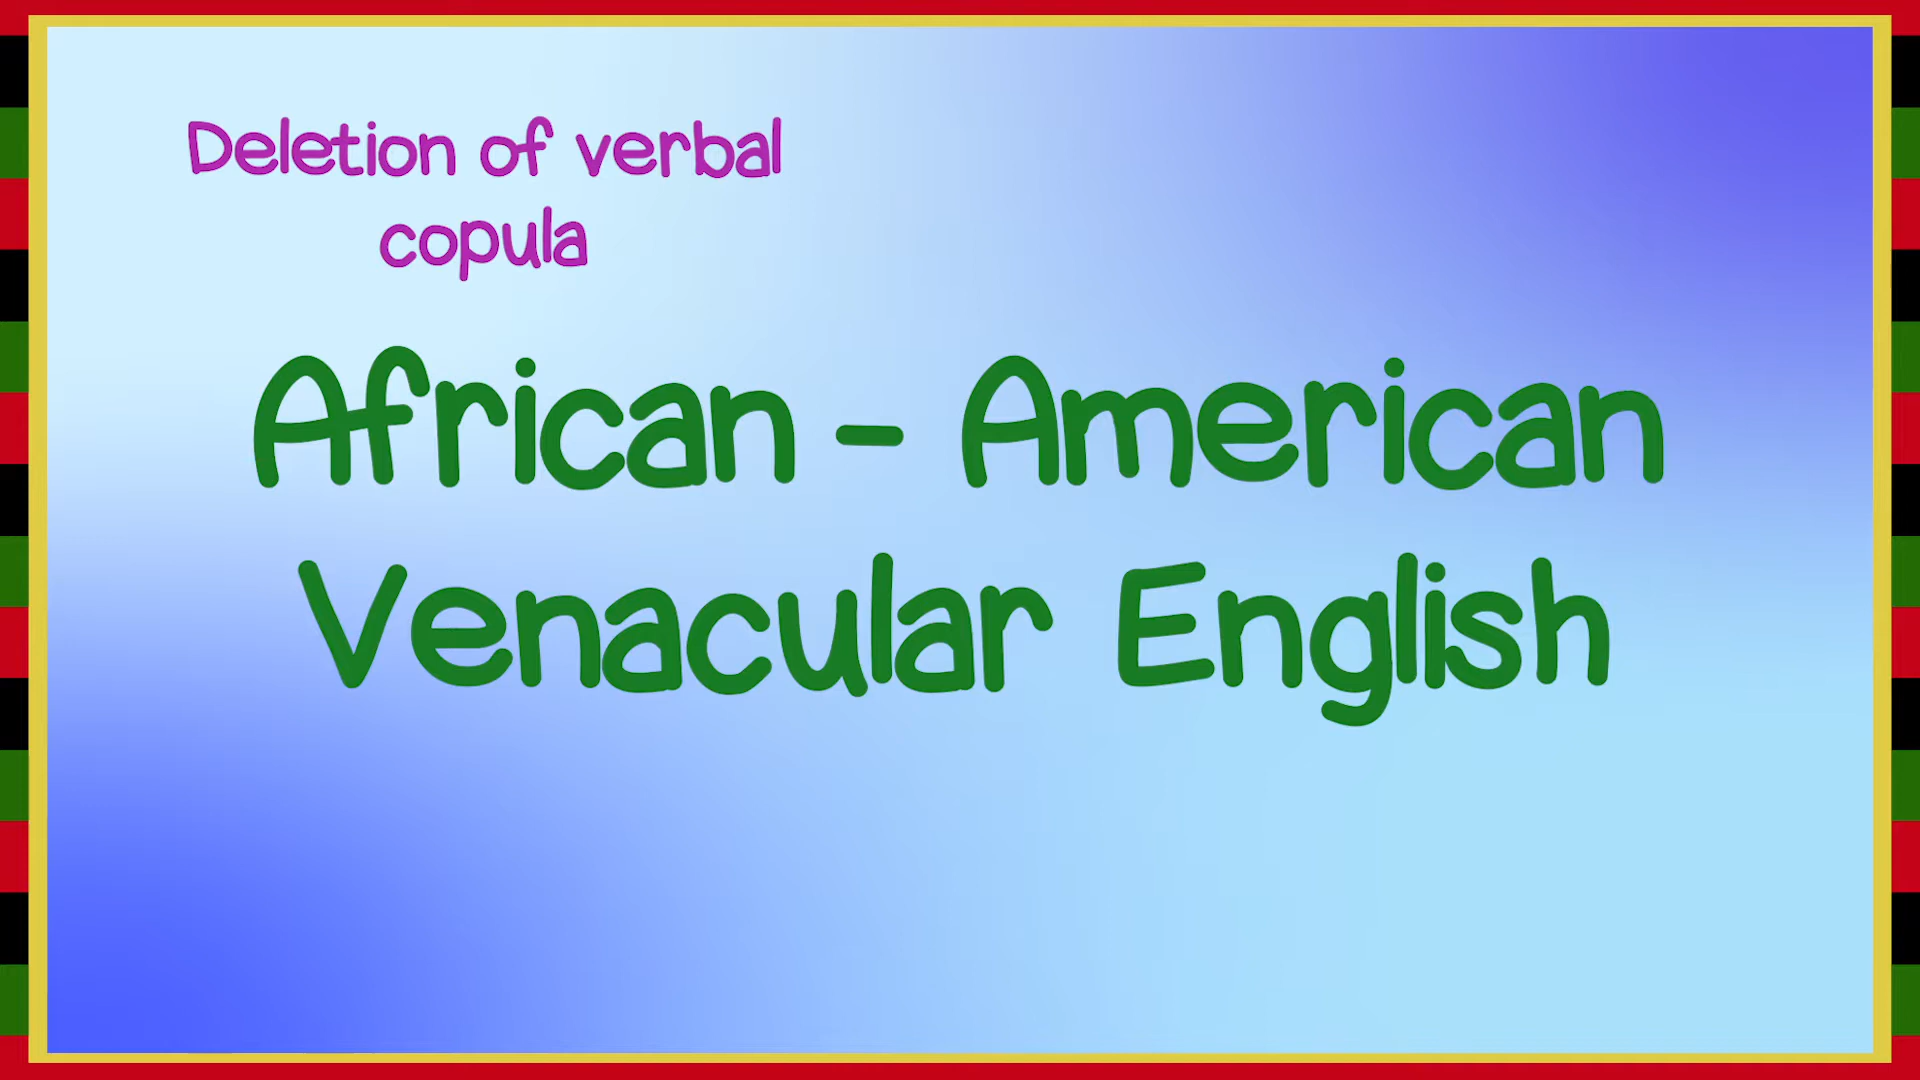 Deletion of verbal
copula
African - American
Venacular English